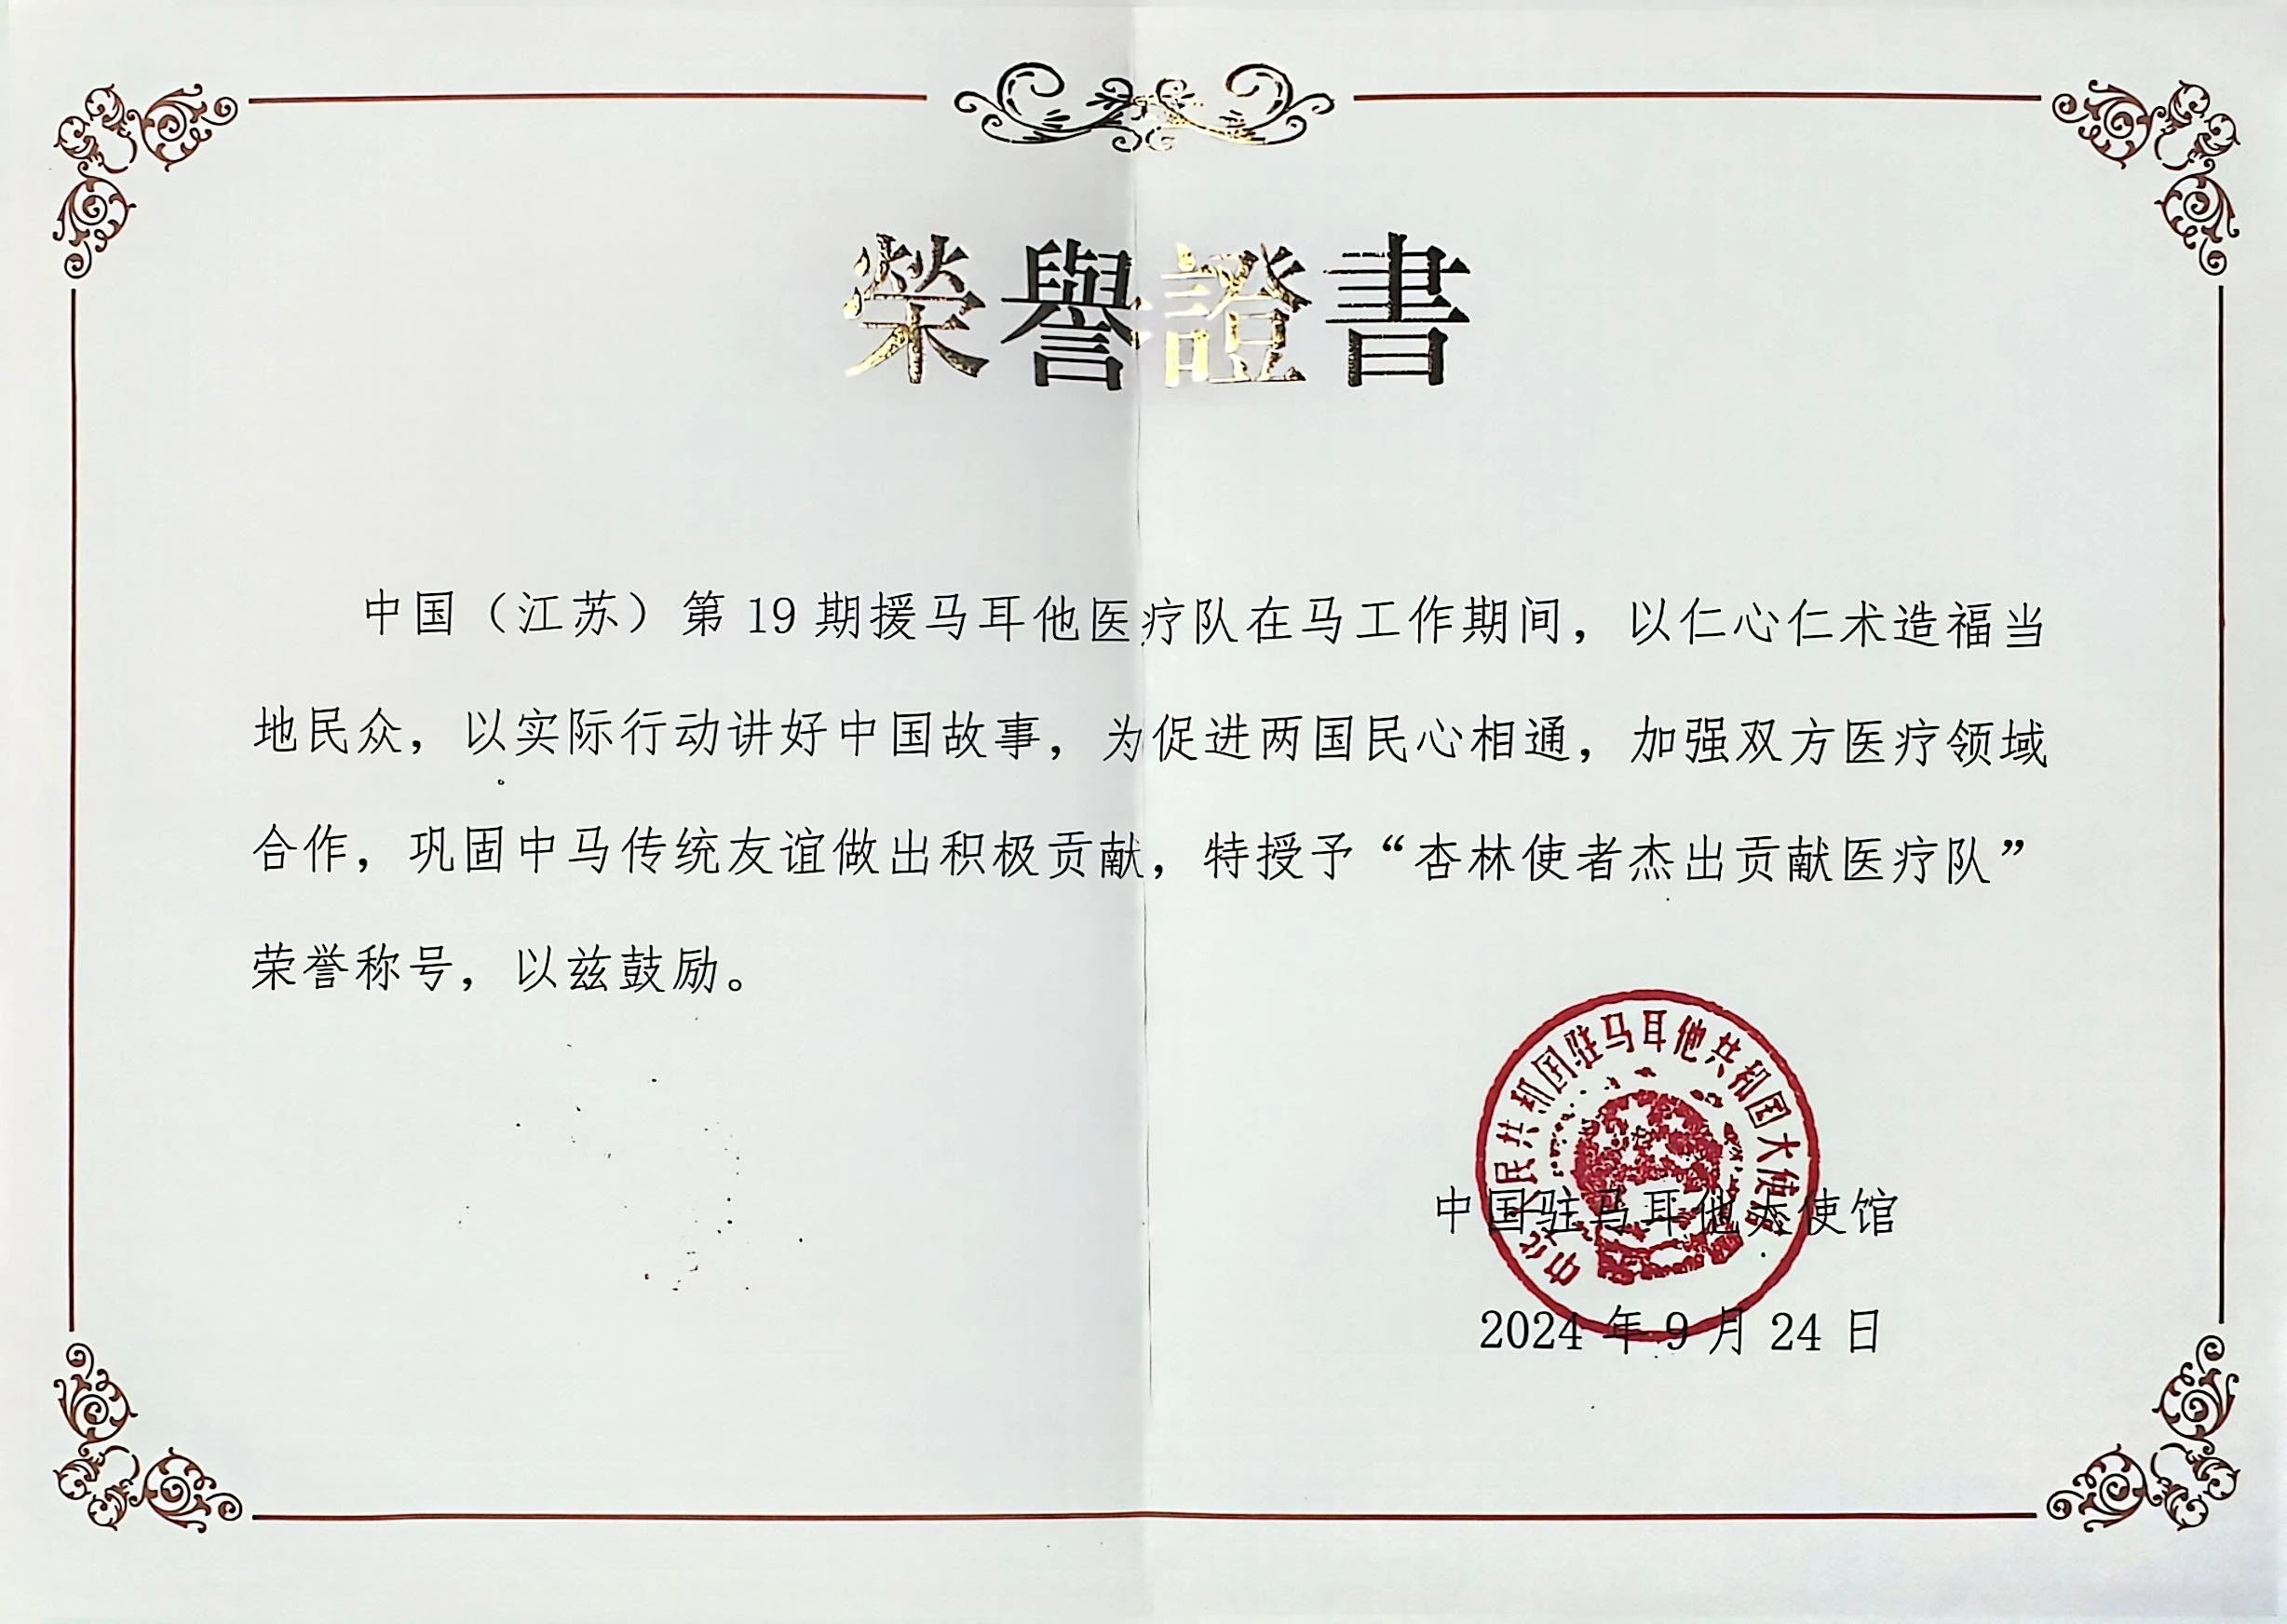 榮譽證書
中国（江苏）第 19 期援马耳他医疗队在马工作期间，以仁心仁术造福当
地民众，以实际行动讲好中国故事，为促进两国民心相通，加强双方医疗领域
合作，巩固中马传统友谊做出积极贡献，特授予“杏林使者杰出贡献医疗队”
荣誉称号，以兹鼓励。
中华人民共和国驻马耳他共和国大使馆
中国驻马耳他大使馆
2024 年 9 月 24 日